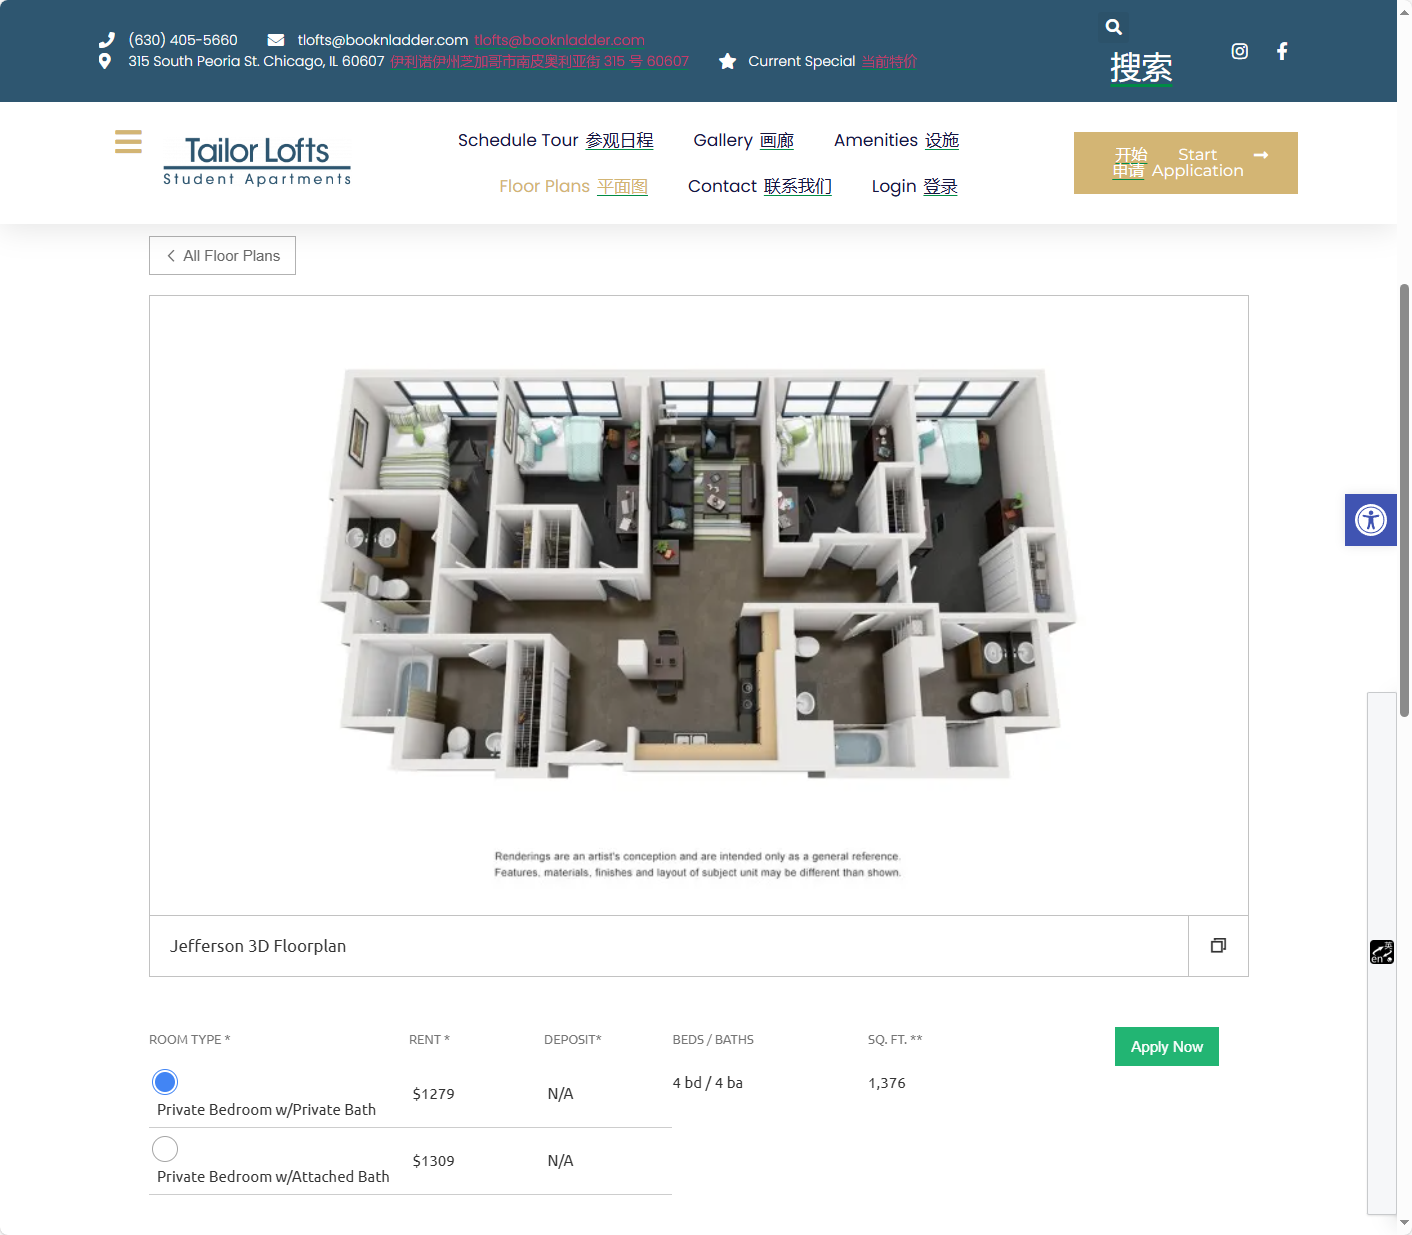 (630) 405-5660 tlofts@booknladder.com tlofts@booknladder.com
315 South Peoria St. Chicago, IL 60607 伊利诺伊州芝加哥市南皮奥利亚街 315 号 60607 Current Special 当前特价
搜索
Tailor Lofts
Student Apartments
Schedule Tour 参观日程 Gallery 画廊 Amenities 设施
Floor Plans 平面图 Contact 联系我们 Login 登录
开始 Start
申请 Application
All Floor Plans
Renderings are an artist's conception and are intended only as a general reference.
Features, materials, finishes and layout of subject unit may be different than shown.
Jefferson 3D Floorplan
ROOM TYPE * RENT * DEPOSIT* BEDS / BATHS SQ. FT. **
Apply Now
4 bd / 4 ba 1,376
$1279 N/A
Private Bedroom w/Private Bath
$1309 N/A
Private Bedroom w/Attached Bath
英
en